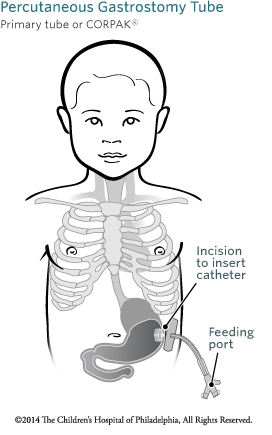 Percutaneous Gastrostomy Tube
Primary tube or CORPAK®
Incision
to insert
catheter
Feeding
port
©2014 The Children's Hospital of Philadelphia, All Rights Reserved.